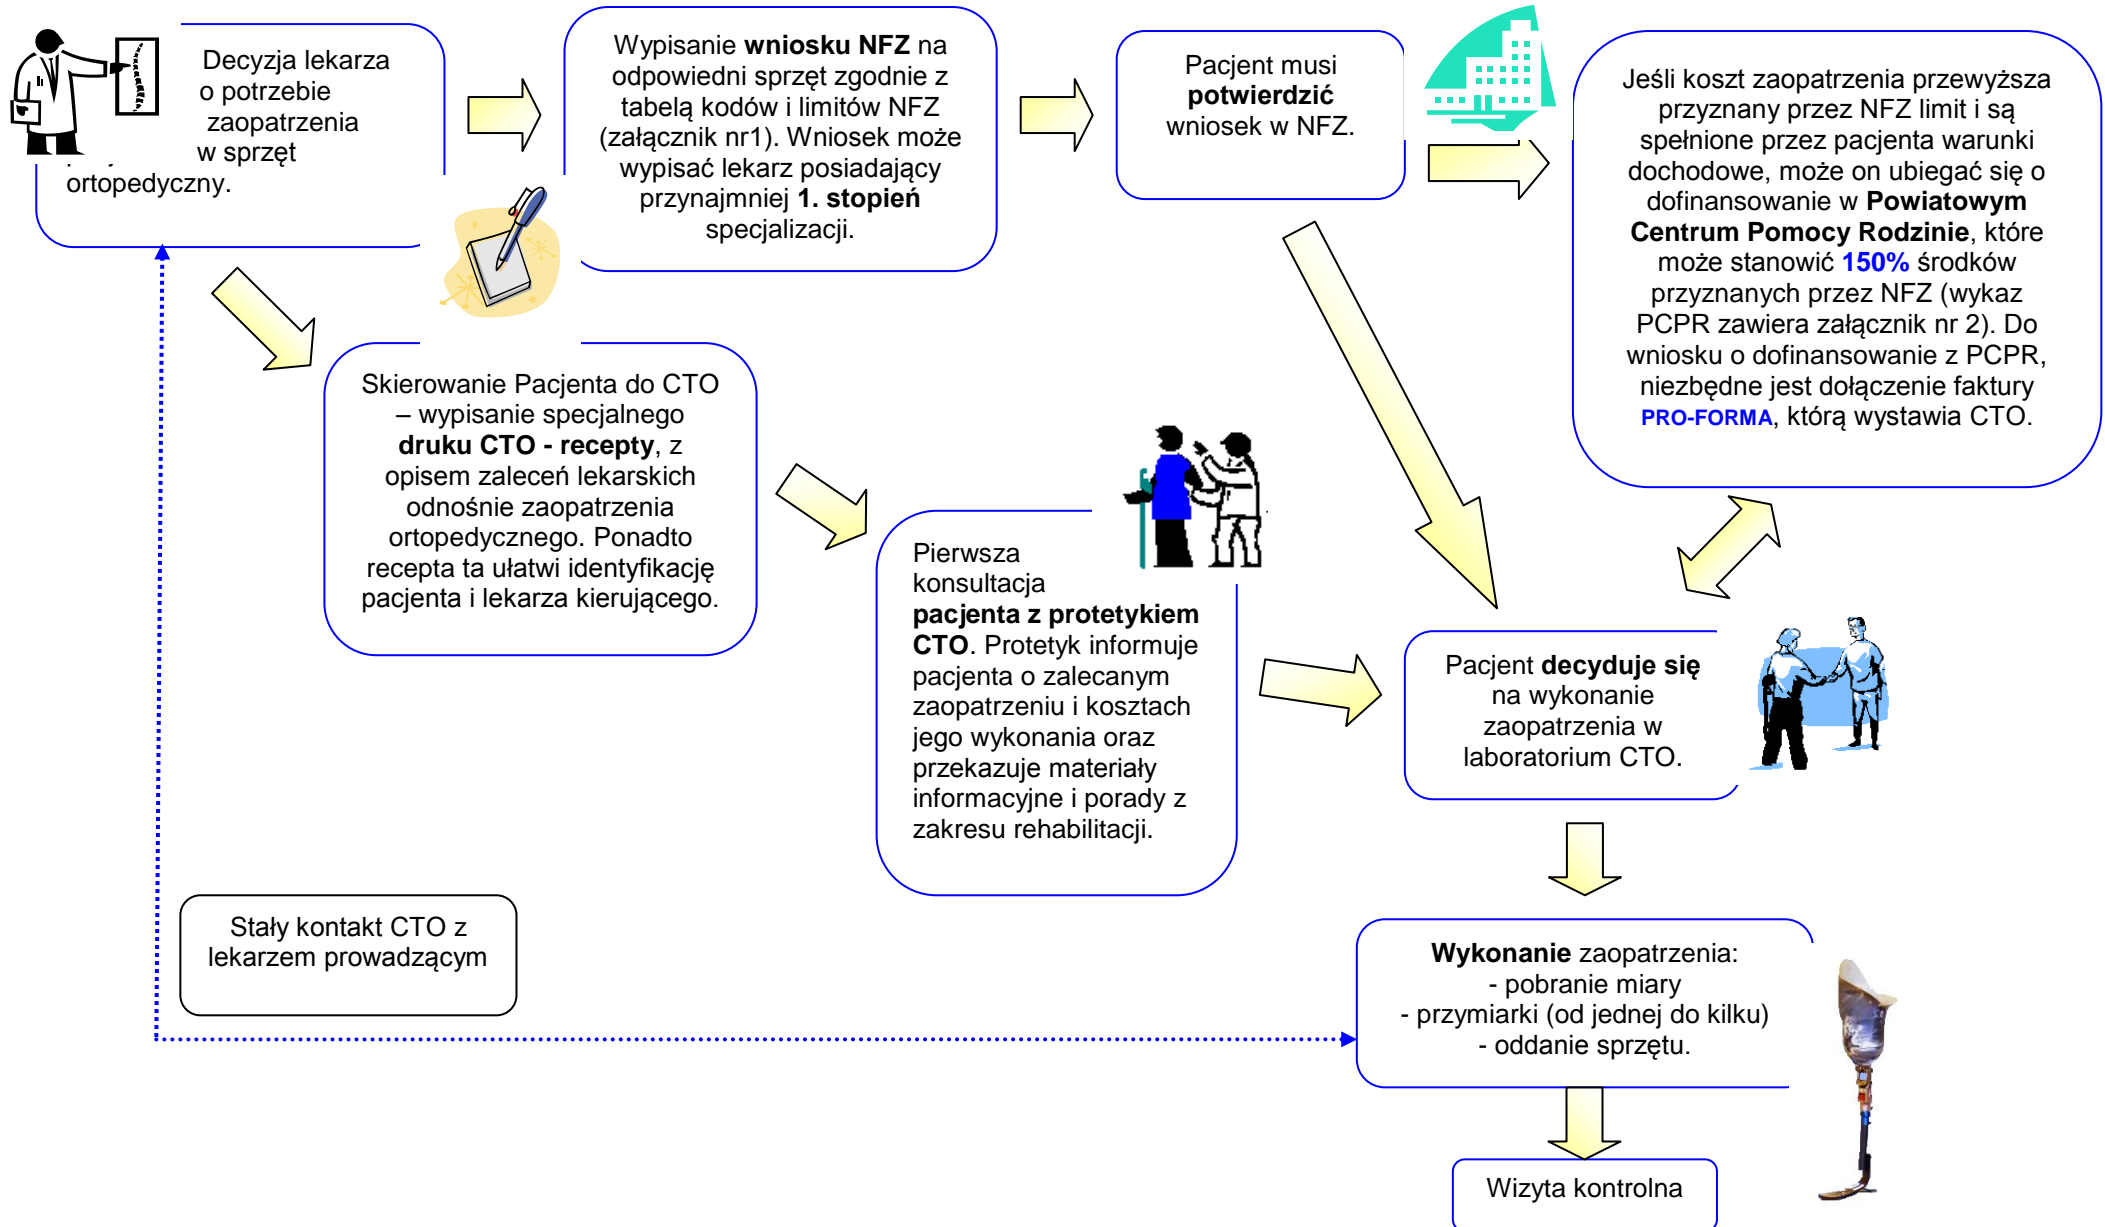 Decyzja lekarza
o potrzebie
zaopatrzenia
w sprzęt
ortopedyczny.
Wypisanie wniosku NFZ na
odpowiedni sprzęt zgodnie z
tabelą kodów i limitów NFZ
(załącznik nr1). Wniosek może
wypisać lekarz posiadający
przynajmniej 1. stopień
specjalizacji.
Pacjent musi
potwierdzić
wniosek w NFZ.
Jeśli koszt zaopatrzenia przewyższa
przyznany przez NFZ limit i są
spełnione przez pacjenta warunki
dochodowe, może on ubiegać się o
dofinansowanie w Powiatowym
Centrum Pomocy Rodzinie, które
może stanowić 150% środków
przyznanych przez NFZ (wykaz
PCPR zawiera załącznik nr 2). Do
wniosku o dofinansowanie z PCPR,
niezbędne jest dołączenie faktury
PRO-FORMA, którą wystawia CTO.
Skierowanie Pacjenta do CTO
– wypisanie specjalnego
druku CTO - recepty, z
opisem zaleceń lekarskich
odnośnie zaopatrzenia
ortopedycznego. Ponadto
recepta ta ułatwi identyfikację
pacjenta i lekarza kierującego.
Pierwsza
konsultacja
pacjenta z protetykiem
CTO. Protetyk informuje
pacjenta o zalecanym
zaopatrzeniu i kosztach
jego wykonania oraz
przekazuje materiały
informacyjne i porady z
zakresu rehabilitacji.
Pacjent decyduje się
na wykonanie
zaopatrzenia w
laboratorium CTO.
Stały kontakt CTO z
lekarzem prowadzącym
Wykonanie zaopatrzenia:
- pobranie miary
- przymiarki (od jednej do kilku)
- oddanie sprzętu.
Wizyta kontrolna